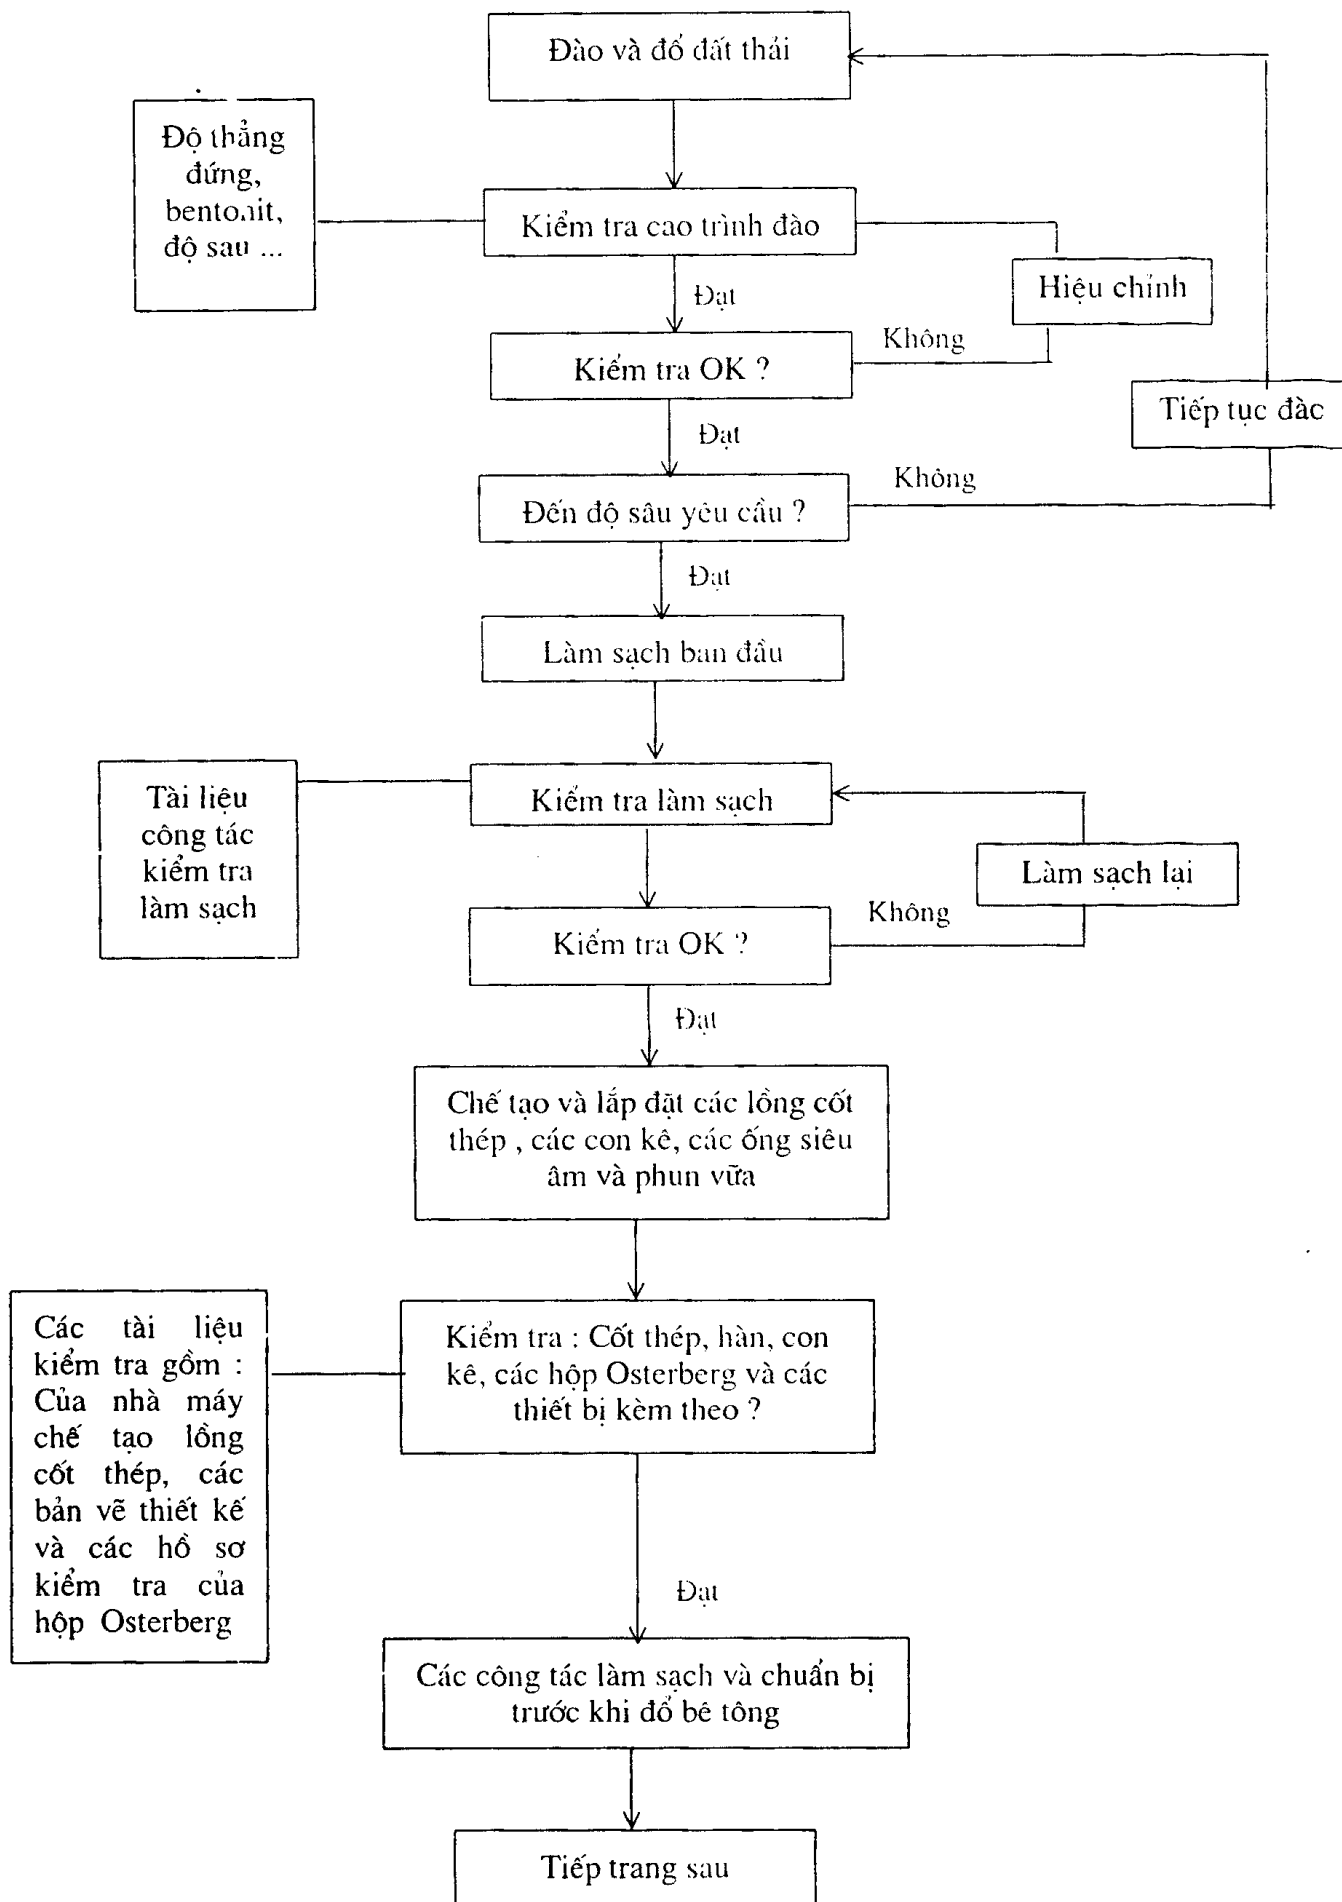 Đào và đổ đất thải
Độ thẳng
đứng,
bentonit,
độ sau ...
Kiểm tra cao trình đào
Đạt
Hiệu chỉnh
Không
Kiểm tra OK ?
Đạt
Tiếp tục đàc
Không
Đến độ sâu yêu cầu ?
Đạt
Làm sạch ban đầu
Tài liệu
công tác
kiểm tra
làm sạch
Kiểm tra làm sạch
Làm sạch lại
Không
Kiểm tra OK ?
Đạt
Chế tạo và lắp đặt các lồng cốt
thép , các con kê, các ống siêu
âm và phun vữa
Các tài liệu
kiểm tra gồm :
Của nhà máy
chế tạo lồng
cốt thép, các
bản vẽ thiết kế
và các hồ sơ
kiểm tra của
hộp Osterberg
Kiểm tra : Cốt thép, hàn, con
kê, các hộp Osterberg và các
thiết bị kèm theo ?
Đạt
Các công tác làm sạch và chuẩn bị
trước khi đổ bê tông
Tiếp trang sau